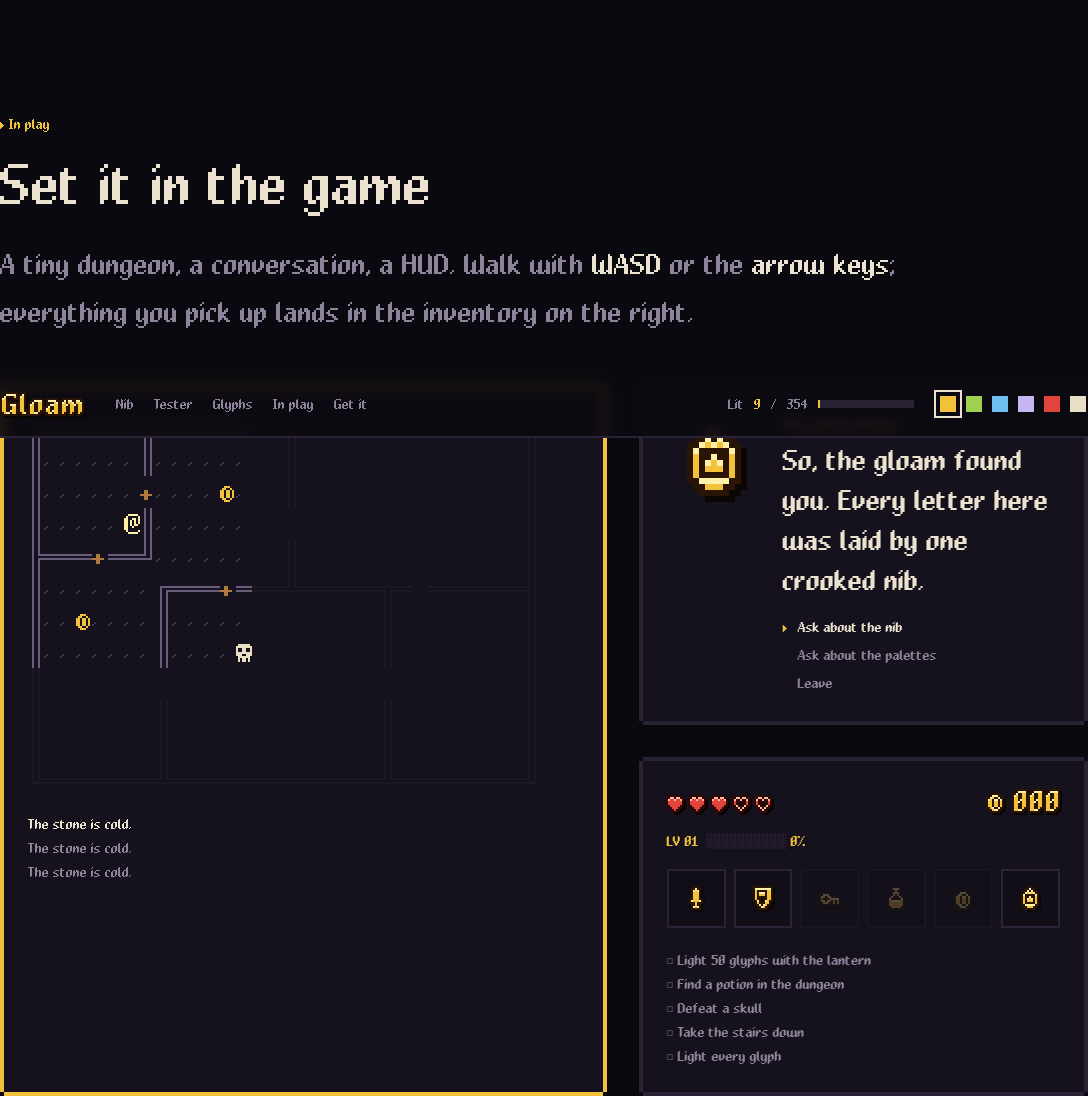 In play
Set it in the game
A tiny dungeon, a conversation, a HUD. Walk with WASD or the arrow keys;
everything you pick up lands in the inventory on the right.
Gloam Nib Tester Glyphs In play Get it Lit 9 / 354
@
So, the gloam found
you. Every letter here
was laid by one
crooked nib.
Ask about the nib
Ask about the palettes
Leave
The stone is cold.
The stone is cold.
The stone is cold.
000
LV 01 0%
Light 50 glyphs with the lantern
Find a potion in the dungeon
Defeat a skull
Take the stairs down
Light every glyph